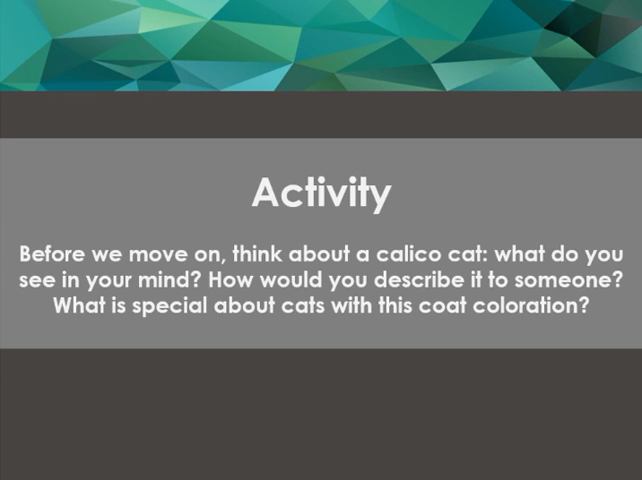 Activity
Before we move on, think about a calico cat: what do you
see in your mind? How would you describe it to someone?
What is special about cats with this coat coloration?